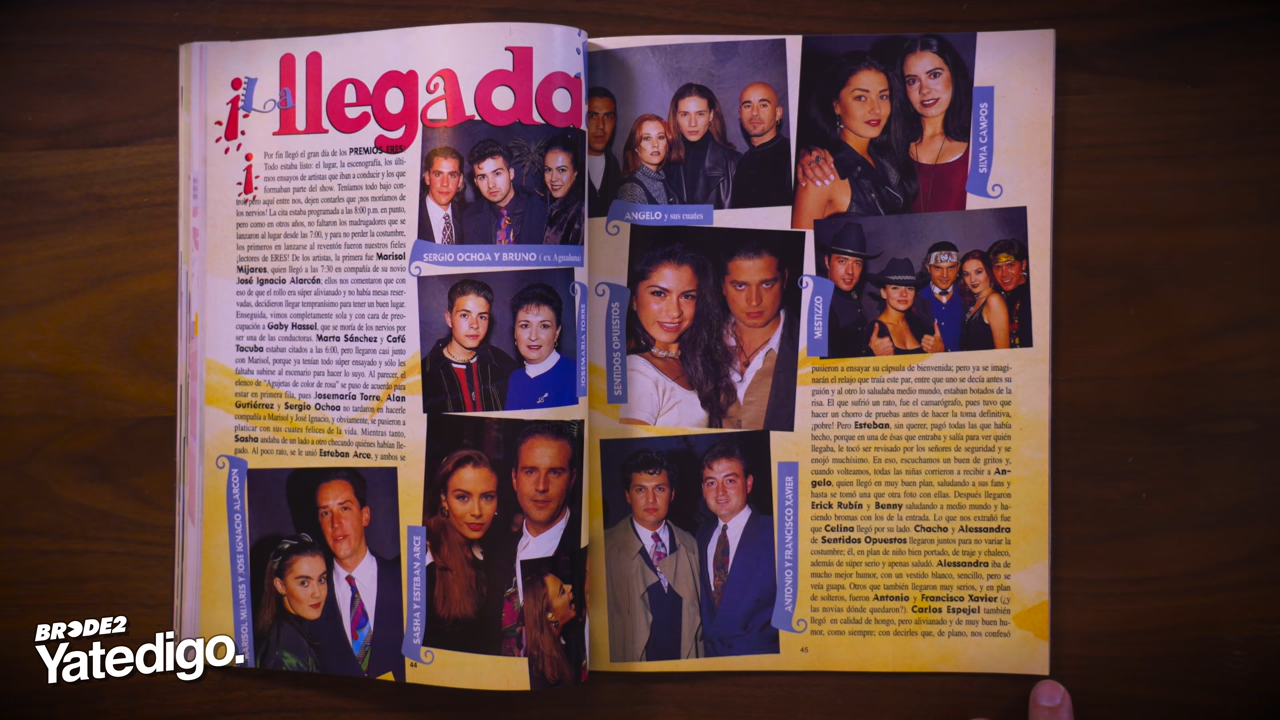 ¡La llegada
Por fin llegó el gran día de los PREMIOS ERES.
Todo estaba listo: el lugar, la escenografía, los últi-
mos ensayos de artistas que iban a conducir y los que
formaban parte del show. Teníamos todo bajo con-
trol, pero aquí entre nos, dejen contarles que ¡nos moríamos de
los nervios! La cita estaba programada a las 8:00 p.m. en punto,
pero como en otros años, no faltaron los madrugadores que se
lanzaron al lugar desde las 7:00, y para no perder la costumbre,
los primeros en lanzarse al reventón fueron nuestros fieles
¡lectores de ERES! De los artistas, la primera fue Marisol
Mijares, quien llegó a las 7:30 en compañía de su novio
José Ignacio Alarcón; ellos nos comentaron que con
eso de que el rollo era súper alivianado y no había mesas reser-
vadas, decidieron llegar tempranísimo para tener un buen lugar.
Enseguida, vimos completamente sola y con cara de preo-
cupación a Gaby Hassel, que se moría de los nervios por
ser una de las conductoras. Marta Sánchez y Café
Tacuba estaban citados a las 6:00, pero llegaron casi junto
con Marisol, porque ya tenían todo súper ensayado y sólo les
faltaba subirse al escenario para hacer lo suyo. Al parecer, el
elenco de "Agujetas de color de rosa" se puso de acuerdo para
estar en primera fila, pues Josemaría Torre, Alan
Gutiérrez y Sergio Ochoa no tardaron en hacerle
compañía a Marisol y José Ignacio, y obviamente, se pusieron a
platicar con sus cuates felices de la vida. Mientras tanto,
Sasha andaba de un lado a otro checando quiénes habían lle-
gado. Al poco rato, se le unió Esteban Arce, y ambos se
SERGIO OCHOA Y BRUNO ( ex Agualuna)
JOSEMARIA TORRE
MARISOL MIJARES Y JOSE IGNACIO ALARCON
SASHA Y ESTEBAN ARCE
44
ANGELO y sus cuates
SILVIA CAMPOS
SENTIDOS OPUESTOS
MESTIZZO
ANTONIO Y FRANCISCO XAVIER
pusieron a ensayar su cápsula de bienvenida; pero ya se imagi-
narán el relajo que traía este par, entre que uno se decía antes su
guión y al otro lo saludaba medio mundo, estaban botados de la
risa. El que sufrió un rato, fue el camarógrafo, pues tuvo que
hacer un chorro de pruebas antes de hacer la toma definitiva,
¡pobre! Pero Esteban, sin querer, pagó todas las que había
hecho, porque en una de ésas que entraba y salía para ver quién
llegaba, le tocó ser revisado por los señores de seguridad y se
enojó muchísimo. En eso, escuchamos un buen de gritos y,
cuando volteamos, todas las niñas corrieron a recibir a An-
gelo, quien llegó en muy buen plan, saludando a sus fans y
hasta se tomó una que otra foto con ellas. Después llegaron
Erick Rubín y Benny saludando a medio mundo y ha-
ciendo bromas con los de la entrada. Lo que nos extrañó fue
que Celina llegó por su lado. Chacho y Alessandra
de Sentidos Opuestos llegaron juntos para no variar la
costumbre; él, en plan de niño bien portado, de traje y chaleco,
además de súper serio y apenas saludó. Alessandra iba de
mucho mejor humor, con un vestido blanco, sencillo, pero se
veía guapa. Otros que también llegaron muy serios, y en plan
de solteros, fueron Antonio y Francisco Xavier (¿y
las novias dónde quedaron?). Carlos Espejel también
llegó en calidad de hongo, pero alivianado y de muy buen hu-
mor, como siempre; con decirles que, de plano, nos confesó
45
BRODE2
Yatedigo.